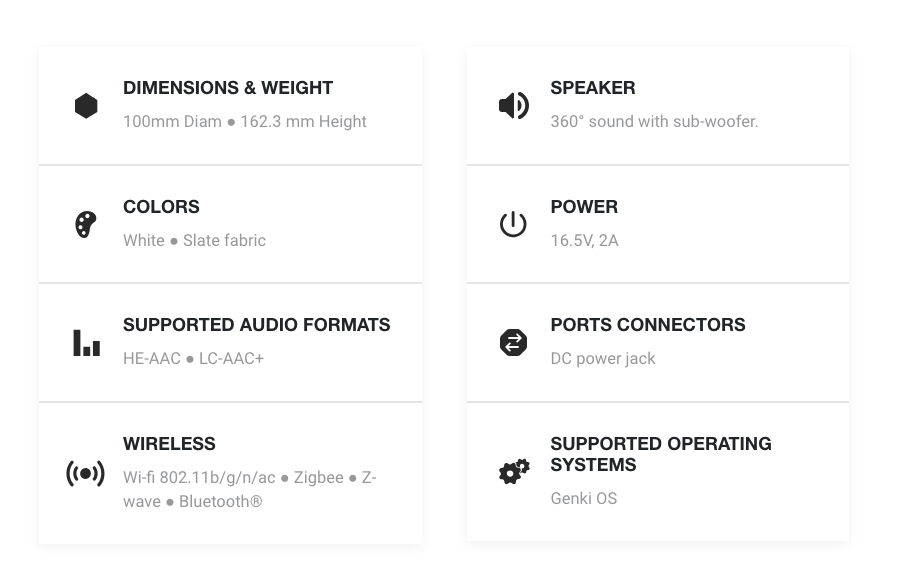 DIMENSIONS & WEIGHT
100mm Diam ● 162.3 mm Height
COLORS
White ● Slate fabric
SUPPORTED AUDIO FORMATS
HE-AAC ● LC-AAC+
WIRELESS
Wi-fi 802.11b/g/n/ac ● Zigbee ● Z-
wave ● Bluetooth®
SPEAKER
360° sound with sub-woofer.
POWER
16.5V, 2A
PORTS CONNECTORS
DC power jack
SUPPORTED OPERATING
SYSTEMS
Genki OS